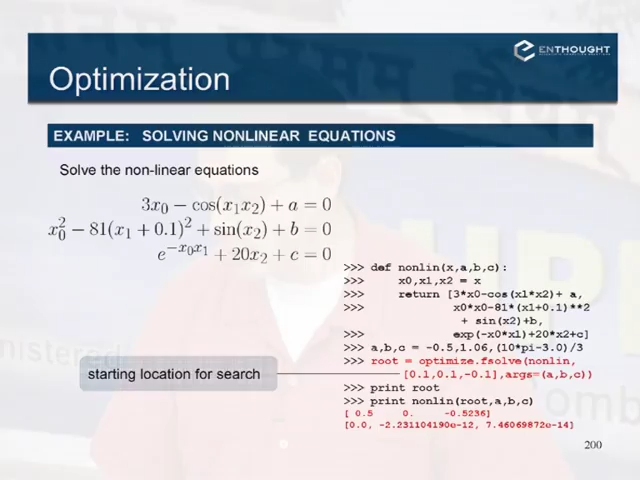 ENTHOUGHT
Optimization
EXAMPLE: SOLVING NONLINEAR EQUATIONS
Solve the non-linear equations
3x₀ − cos(x₁x₂) + a = 0
x₀² − 81(x₁ + 0.1)² + sin(x₂) + b = 0
e^(−x₀x₁) + 20x₂ + c = 0
>>> def nonlin(x,a,b,c):
>>> x0,x1,x2 = x
>>> return [3*x0-cos(x1*x2)+ a,
>>> x0*x0-81*(x1+0.1)**2
+ sin(x2)+b,
>>> exp(-x0*x1)+20*x2+c]
>>> a,b,c = -0.5,1.06,(10*pi-3.0)/3
>>> root = optimize.fsolve(nonlin,
[0.1,0.1,-0.1],args=(a,b,c))
starting location for search
>>> print root
>>> print nonlin(root,a,b,c)
[ 0.5 0. -0.5236]
[0.0, -2.231104190e-12, 7.46069872e-14]
200
nistered